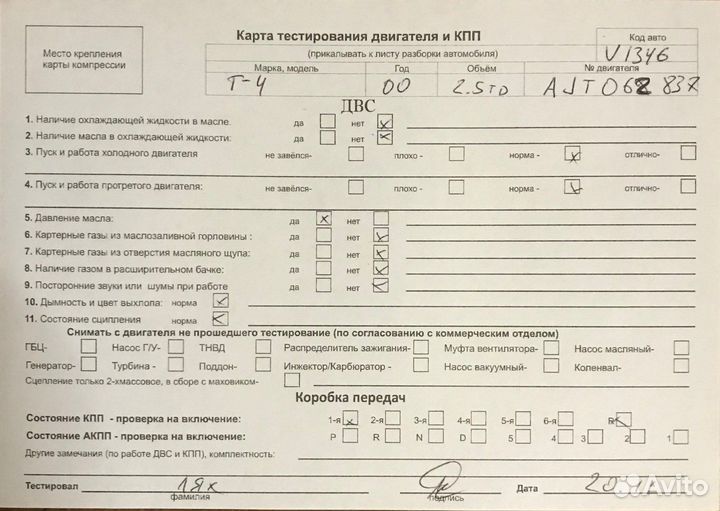 Место крепления карты компрессии
Карта тестирования двигателя и КПП
(прикалывать к листу разборки автомобиля)
Код авто
V1346
Марка, модель Год Объём № двигателя
T-4 00 2.5TD AJT062837
ДВС
1. Наличие охлаждающей жидкости в масле. да нет x
2. Наличие масла в охлаждающей жидкости: да нет x
3. Пуск и работа холодного двигателя не завёлся- плохо - норма - x отлично-
4. Пуск и работа прогретого двигателя: не завёлся- плохо - норма - x отлично-
5. Давление масла: да x нет
6. Картерные газы из маслозаливной горловины : да нет x
7. Картерные газы из отверстия масляного щупа: да нет x
8. Наличие газом в расширительном бачке: да нет x
9. Посторонние звуки или шумы при работе да нет x
10. Дымность и цвет выхлопа: норма x
11. Состояние сцепления норма x
Снимать с двигателя не прошедшего тестирование (по согласованию с коммерческим отделом)
ГБЦ- Насос Г/У- ТНВД Распределитель зажигания- Муфта вентилятора- Насос масляный-
Генератор- Турбина - Поддон- Инжектор/Карбюратор - Насос вакуумный- Коленвал-
Сцепление только 2-хмассовое, в сборе с маховиком-
Коробка передач
Состояние КПП - проверка на включение: 1-я x 2-я- 3-я- 4-я- 5-я- 6-я- R- x
Состояние АКПП - проверка на включение: P R N D 5 4 3 2 1
Другие замечания (по работе ДВС и КПП), комплектность:
Тестировал Дата
фамилия подпись
Avito